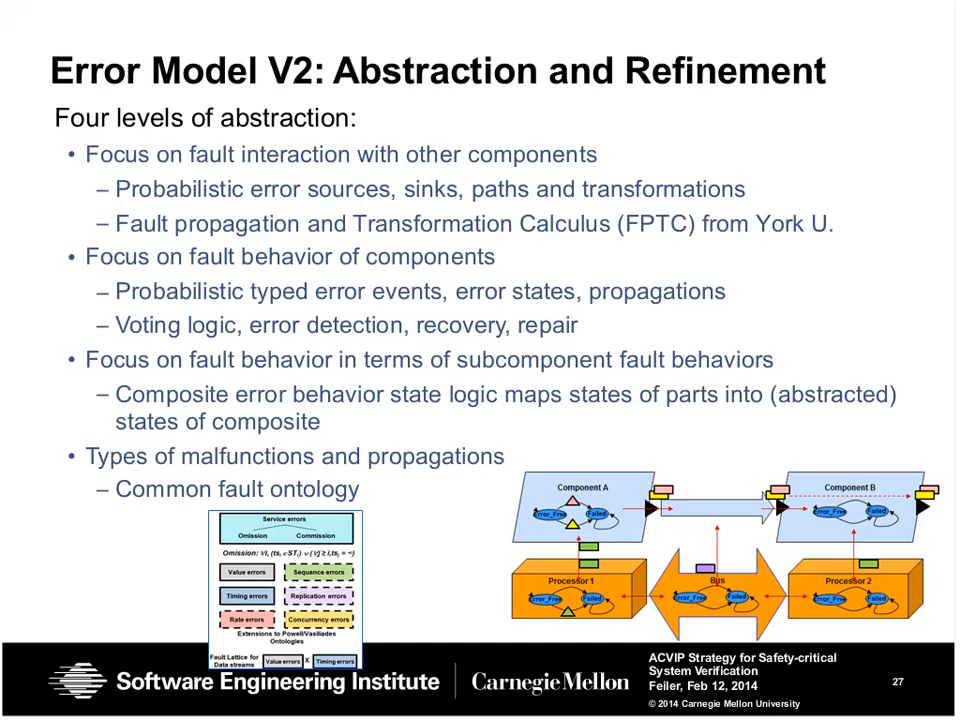 Error Model V2: Abstraction and Refinement
Four levels of abstraction:
• Focus on fault interaction with other components
– Probabilistic error sources, sinks, paths and transformations
– Fault propagation and Transformation Calculus (FPTC) from York U.
• Focus on fault behavior of components
– Probabilistic typed error events, error states, propagations
– Voting logic, error detection, recovery, repair
• Focus on fault behavior in terms of subcomponent fault behaviors
– Composite error behavior state logic maps states of parts into (abstracted)
states of composite
• Types of malfunctions and propagations
– Common fault ontology
Service errors
Omission Commission
Value errors Sequence errors
Timing errors Replication errors
Rate errors Concurrency errors
Extensions to Powell/Vasiliades
Ontologies
Fault Lattice for
Data streams
Value errors X Timing errors
Component A
Error_Free Failed
Component B
Error_Free Failed
Processor 1
Error_Free Failed
Bus
Error_Free Failed
Processor 2
Error_Free Failed
Software Engineering Institute
Carnegie Mellon
ACVIP Strategy for Safety-critical
System Verification
Feiler, Feb 12, 2014
© 2014 Carnegie Mellon University
27